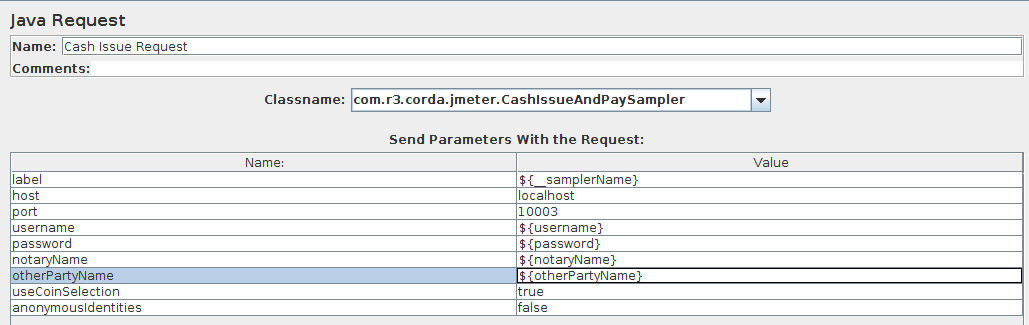 Java Request
Name: Cash Issue Request
Comments:
Classname: com.r3.corda.jmeter.CashIssueAndPaySampler
Send Parameters With the Request:
Name: Value
label ${__samplerName}
host localhost
port 10003
username ${username}
password ${password}
notaryName ${notaryName}
otherPartyName ${otherPartyName}
useCoinSelection true
anonymousIdentities false